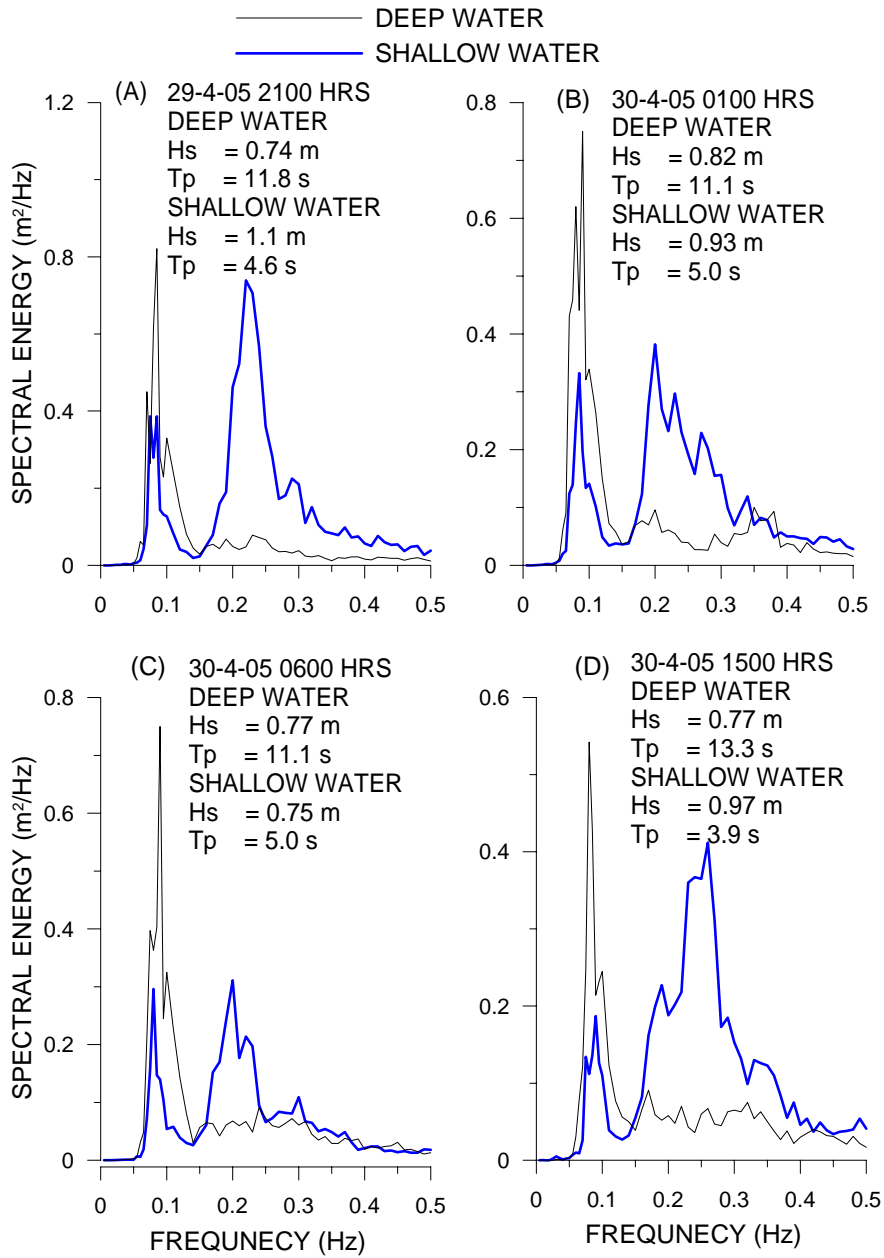 DEEP WATER
SHALLOW WATER
(A) 29-4-05 2100 HRS
DEEP WATER
Hs = 0.74 m
Tp = 11.8 s
SHALLOW WATER
Hs = 1.1 m
Tp = 4.6 s
1.2
0.8
0.4
0
0 0.1 0.2 0.3 0.4 0.5
SPECTRAL ENERGY (m²/Hz)
(B) 30-4-05 0100 HRS
DEEP WATER
Hs = 0.82 m
Tp = 11.1 s
SHALLOW WATER
Hs = 0.93 m
Tp = 5.0 s
0.8
0.6
0.4
0.2
0
0 0.1 0.2 0.3 0.4 0.5
(C) 30-4-05 0600 HRS
DEEP WATER
Hs = 0.77 m
Tp = 11.1 s
SHALLOW WATER
Hs = 0.75 m
Tp = 5.0 s
0.8
0.6
0.4
0.2
0
0 0.1 0.2 0.3 0.4 0.5
SPECTRAL ENERGY (m²/Hz)
FREQUNECY (Hz)
(D) 30-4-05 1500 HRS
DEEP WATER
Hs = 0.77 m
Tp = 13.3 s
SHALLOW WATER
Hs = 0.97 m
Tp = 3.9 s
0.6
0.4
0.2
0
0 0.1 0.2 0.3 0.4 0.5
FREQUNECY (Hz)